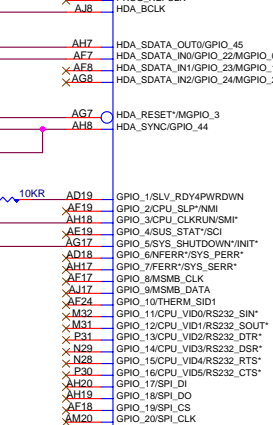 AJ8 HDA_BCLK
AH7 HDA_SDATA_OUT0/GPIO_45
AF7 HDA_SDATA_IN0/GPIO_22/MGPIO_
AF8 HDA_SDATA_IN1/GPIO_23/MGPIO_
AG8 HDA_SDATA_IN2/GPIO_24/MGPIO_
AG7 HDA_RESET*/MGPIO_3
AH8 HDA_SYNC/GPIO_44
10KR AD19 GPIO_1/SLV_RDY4PWRDWN
AE19 GPIO_2/CPU_SLP*/NMI
AH18 GPIO_3/CPU_CLKRUN/SMI*
AF19 GPIO_4/SUS_STAT*/SCI
AG17 GPIO_5/SYS_SHUTDOWN*/INIT*
AD18 GPIO_6/NFERR*/SYS_PERR*
AH17 GPIO_7/FERR*/SYS_SERR*
AF17 GPIO_8/MSMB_CLK
AJ17 GPIO_9/MSMB_DATA
AF24 GPIO_10/THERM_SID1
M32 GPIO_11/CPU_VID0/RS232_SIN*
M31 GPIO_12/CPU_VID1/RS232_SOUT*
P31 GPIO_13/CPU_VID2/RS232_DTR*
N29 GPIO_14/CPU_VID3/RS232_DSR*
N28 GPIO_15/CPU_VID4/RS232_RTS*
P30 GPIO_16/CPU_VID5/RS232_CTS*
AH20 GPIO_17/SPI_DI
AH19 GPIO_18/SPI_DO
AF18 GPIO_19/SPI_CS
AM20 GPIO_20/SPI_CLK